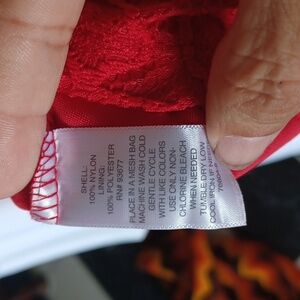 SHELL:
100% NYLON
LINING:
100% POLYESTER
RN# 93677
PLACE IN A MESH BAG
MACHINE WASH COLD
GENTLE CYCLE
WITH LIKE COLORS
USE ONLY NON-
CHLORINE BLEACH
WHEN NEEDED
TUMBLE DRY LOW
COOL IRON IF